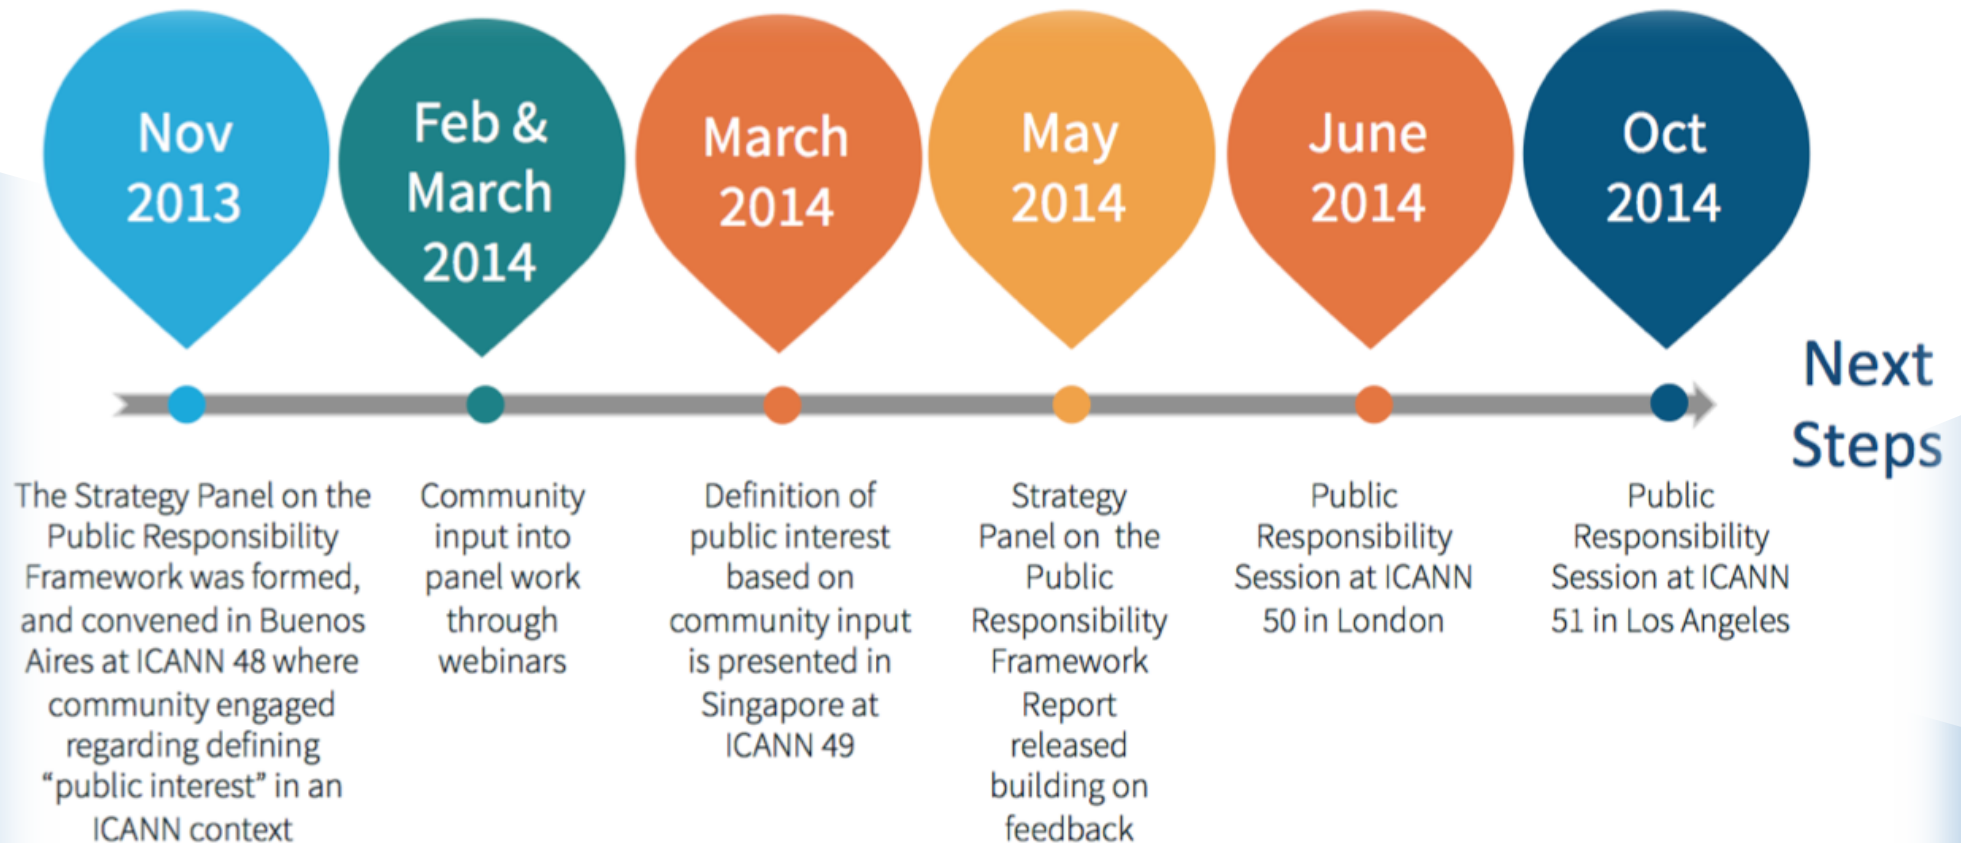 Nov
2013
Feb &
March
2014
March
2014
May
2014
June
2014
Oct
2014
Next
Steps
The Strategy Panel on the
Public Responsibility
Framework was formed,
and convened in Buenos
Aires at ICANN 48 where
community engaged
regarding defining
“public interest” in an
ICANN context
Community
input into
panel work
through
webinars
Definition of
public interest
based on
community input
is presented in
Singapore at
ICANN 49
Strategy
Panel on the
Public
Responsibility
Framework
Report
released
building on
feedback
Public
Responsibility
Session at ICANN
50 in London
Public
Responsibility
Session at ICANN
51 in Los Angeles